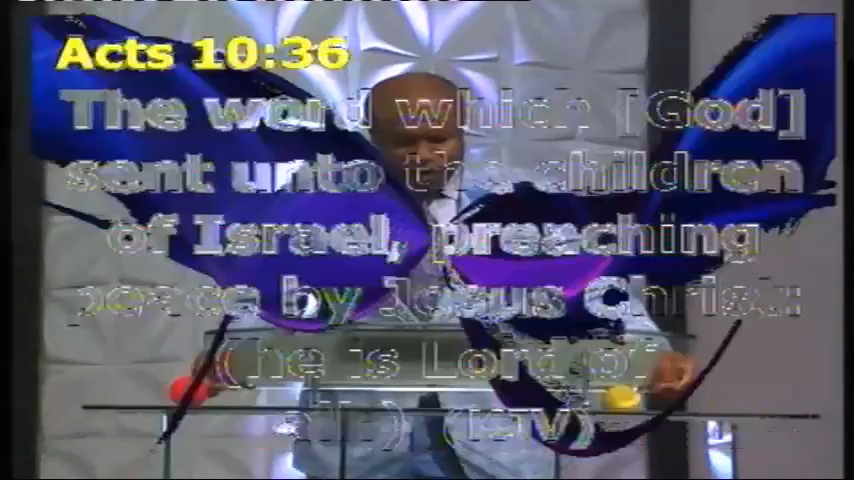 Acts 10:36
The word which [God]
sent unto the children
of Israel, preaching
peace by Jesus Christ:
(he is Lord of
all:) (KJV)